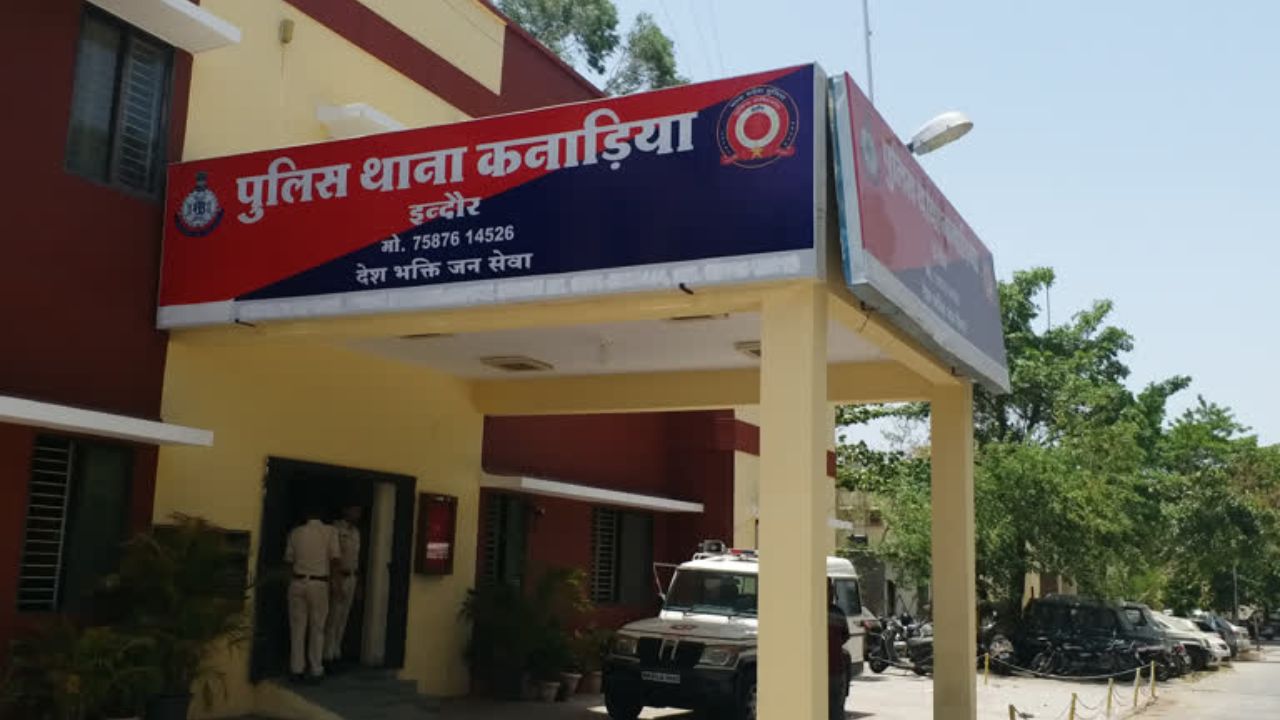 पुलिस थाना कनाड़िया
इन्दौर
मो. 75876 14526
देश भक्ति जन सेवा